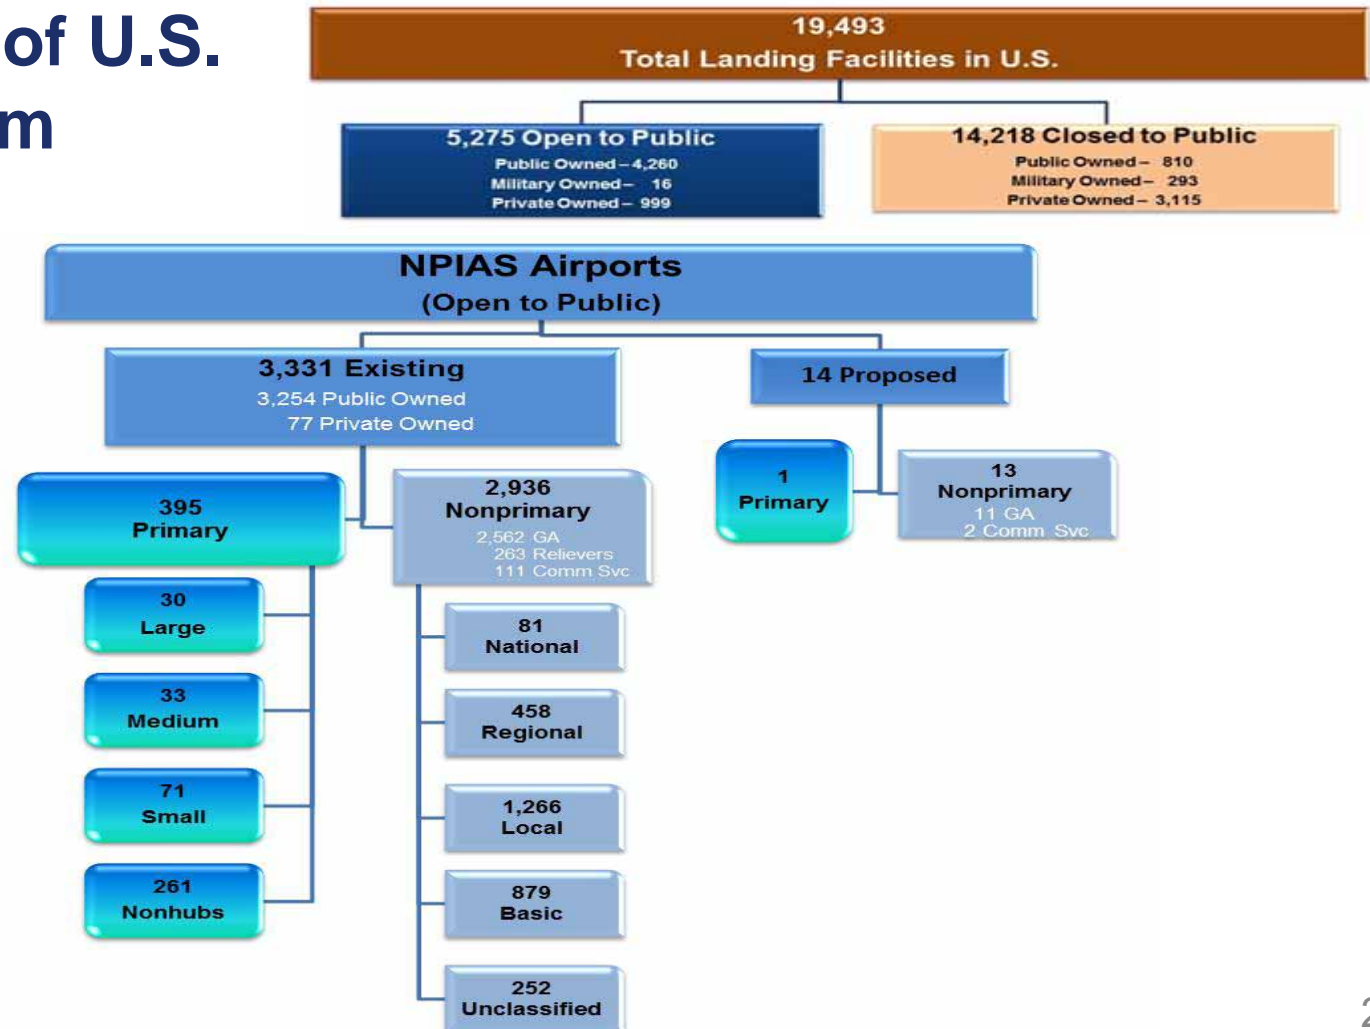 of U.S.
m
19,493
Total Landing Facilities in U.S.
5,275 Open to Public
Public Owned – 4,260
Military Owned – 16
Private Owned – 999
14,218 Closed to Public
Public Owned – 810
Military Owned – 293
Private Owned – 3,115
NPIAS Airports
(Open to Public)
3,331 Existing
3,254 Public Owned
77 Private Owned
14 Proposed
395
Primary
2,936
Nonprimary
2,562 GA
263 Relievers
111 Comm Svc
1
Primary
13
Nonprimary
11 GA
2 Comm Svc
30
Large
33
Medium
71
Small
261
Nonhubs
81
National
458
Regional
1,266
Local
879
Basic
252
Unclassified
2